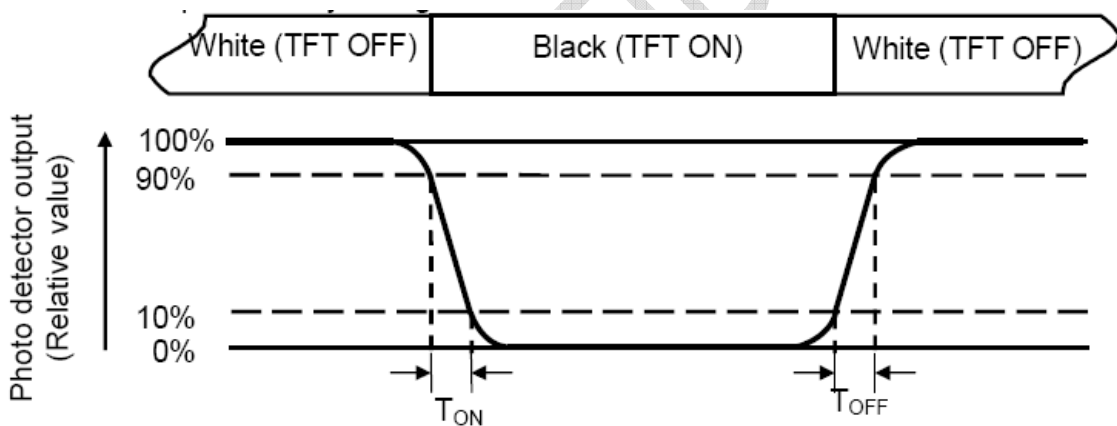 White (TFT OFF) Black (TFT ON) White (TFT OFF)
Photo detector output
(Relative value)
100%
90%
10%
0%
TON
TOFF